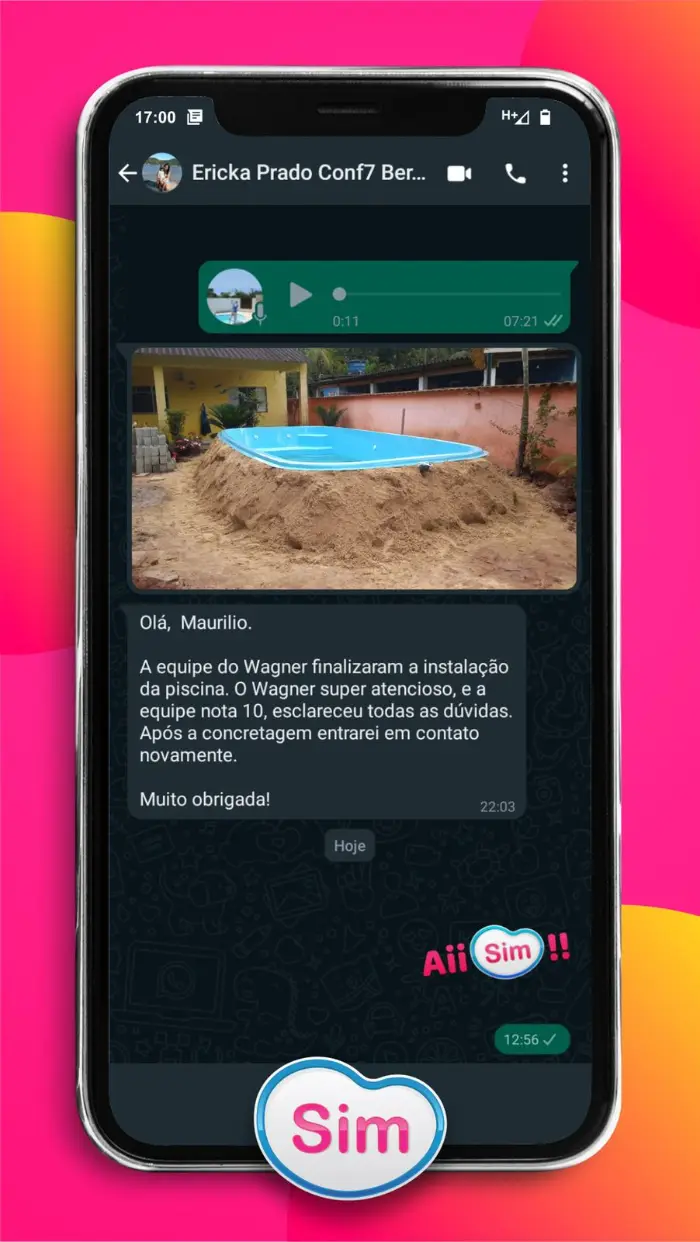 17:00
H+
Ericka Prado Conf7 Ber...
0:11
07:21
Olá,  Maurilio.
A equipe do Wagner finalizaram a instalação
da piscina. O Wagner super atencioso, e a
equipe nota 10, esclareceu todas as dúvidas.
Após a concretagem entrarei em contato
novamente.
Muito obrigada!
22:03
Hoje
Aii Sim !!
12:56
Sim